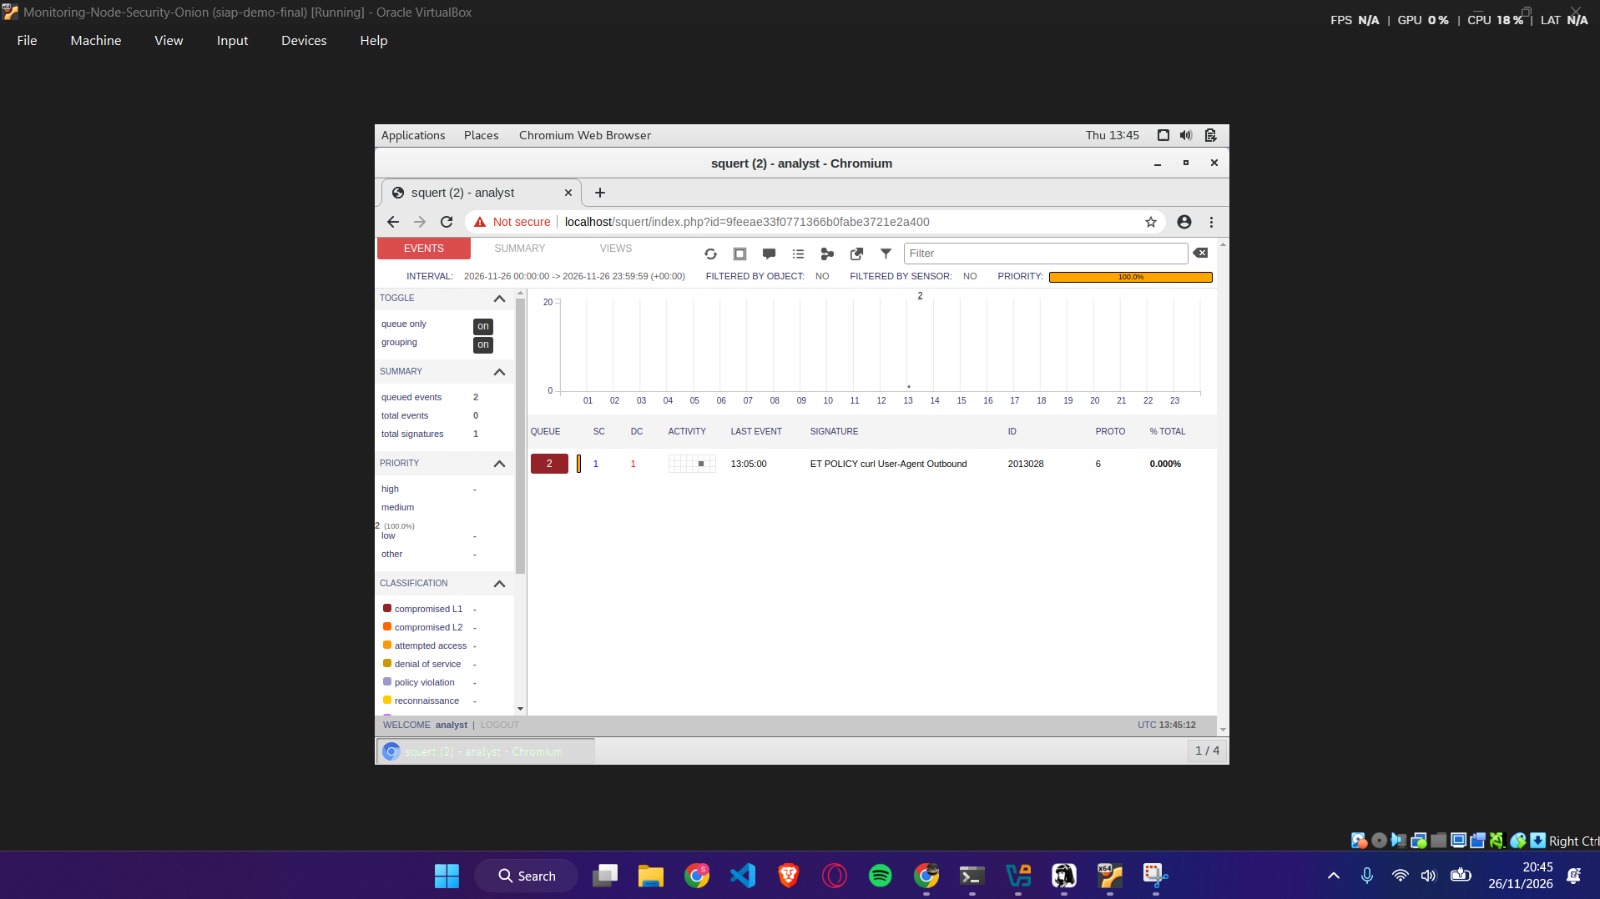 Monitoring-Node-Security-Onion (siap-demo-final) [Running] - Oracle VirtualBox
FPS N/A | GPU 0 % | CPU 18 % | LAT N/A
File Machine View Input Devices Help
Applications Places Chromium Web Browser Thu 13:45
squert (2) - analyst - Chromium
squert (2) - analyst
Not secure localhost/squert/index.php?id=9feeae33f0771366b0fabe3721e2a400
EVENTS SUMMARY VIEWS Filter
INTERVAL: 2026-11-26 00:00:00 -> 2026-11-26 23:59:59 (+00:00) FILTERED BY OBJECT: NO FILTERED BY SENSOR: NO PRIORITY: 100.0%
TOGGLE
queue only on
grouping on
SUMMARY
queued events 2
total events 0
total signatures 1
PRIORITY
high -
medium
2 (100.0%)
low -
other -
CLASSIFICATION
compromised L1 -
compromised L2 -
attempted access -
denial of service -
policy violation -
reconnaissance -
2
20
0
01 02 03 04 05 06 07 08 09 10 11 12 13 14 15 16 17 18 19 20 21 22 23
QUEUE SC DC ACTIVITY LAST EVENT SIGNATURE ID PROTO % TOTAL
2 1 1 13:05:00 ET POLICY curl User-Agent Outbound 2013028 6 0.000%
WELCOME analyst | LOGOUT UTC 13:45:12
squert (2) - analyst - Chromium 1 / 4
Right Ctrl
Search
20:45
26/11/2026